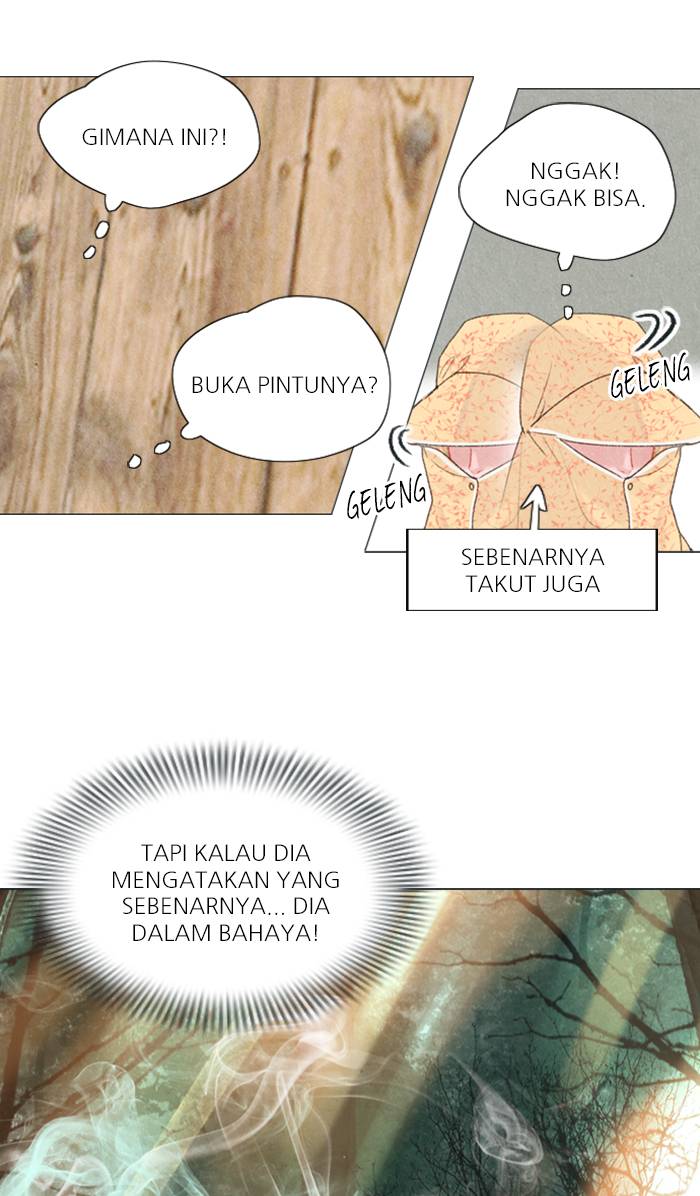 GIMANA INI?!
BUKA PINTUNYA?
NGGAK!
NGGAK BISA.
GELENG
GELENG
SEBENARNYA
TAKUT JUGA
TAPI KALAU DIA
MENGATAKAN YANG
SEBENARNYA... DIA
DALAM BAHAYA!